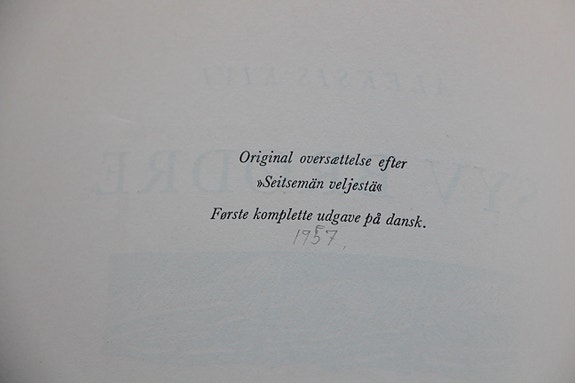 Original oversættelse efter
»Seitsemän veljestä«
Første komplette udgave på dansk.
1957.